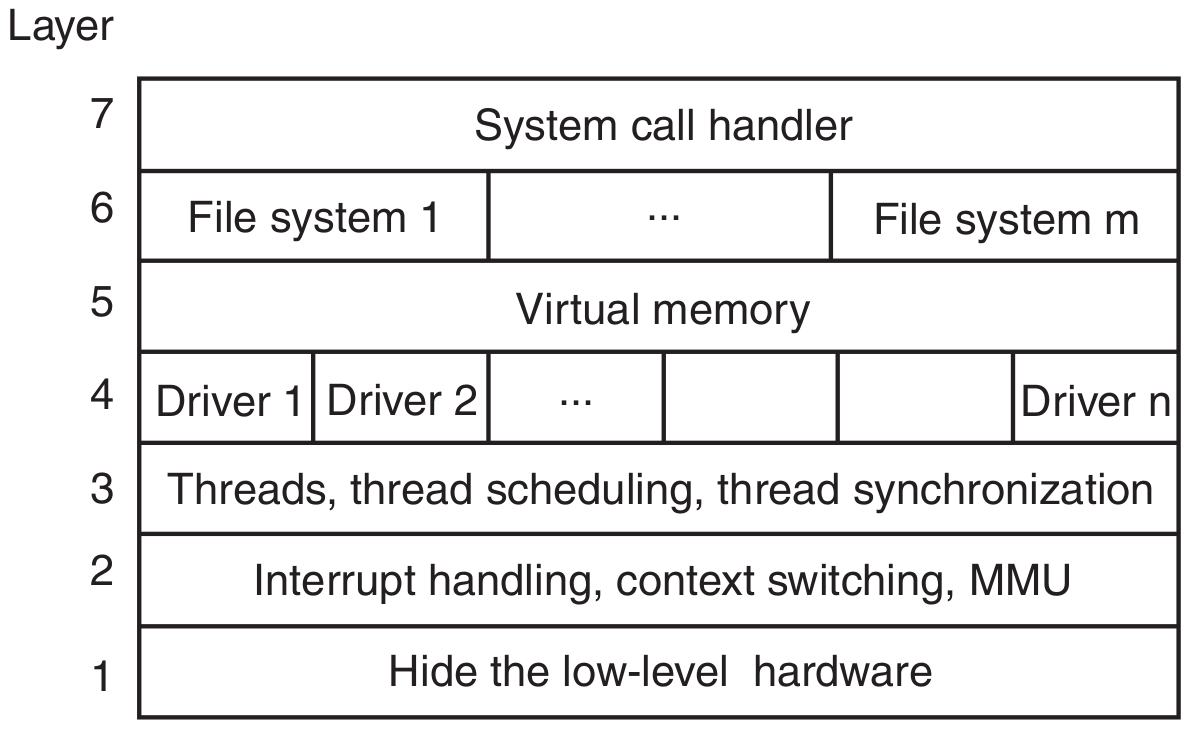 Layer
7 System call handler
6 File system 1 ... File system m
5 Virtual memory
4 Driver 1 Driver 2 ... Driver n
3 Threads, thread scheduling, thread synchronization
2 Interrupt handling, context switching, MMU
1 Hide the low-level hardware